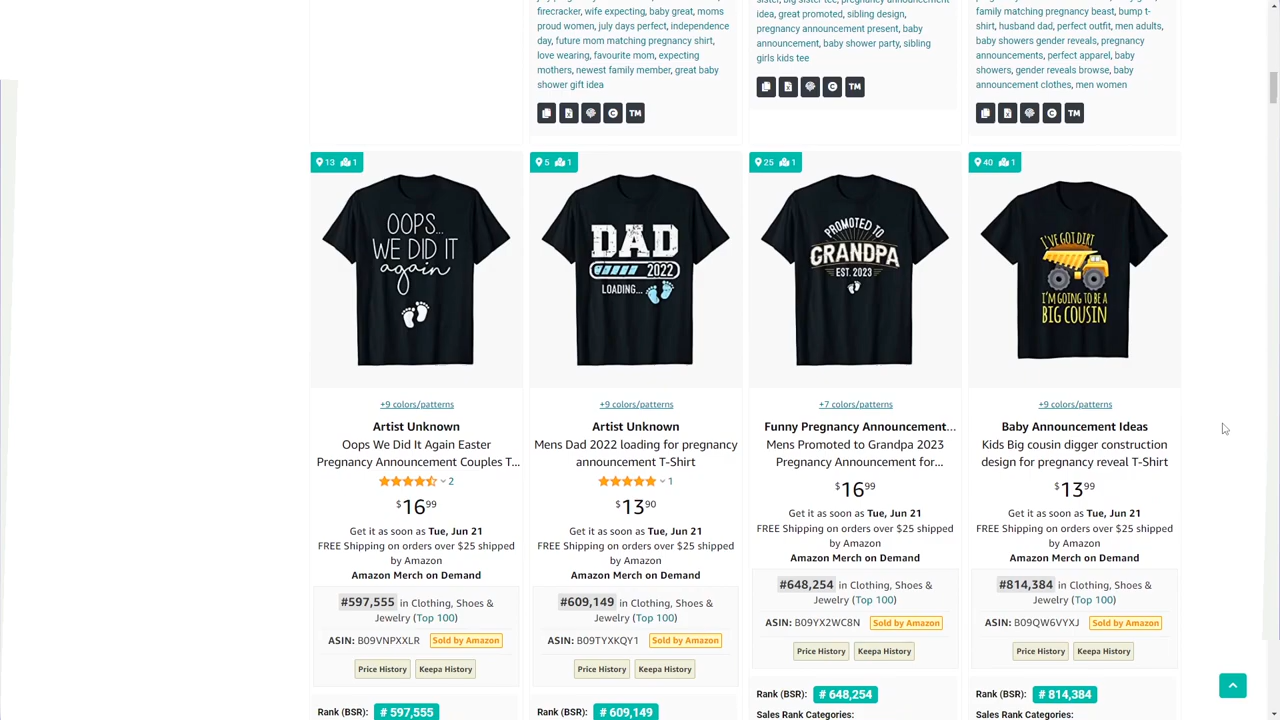 firecracker, wife expecting, baby great, moms
proud women, july days perfect, independence
day, future mom matching pregnancy shirt,
love wearing, favourite mom, expecting
mothers, newest family member, great baby
shower gift idea
TM
idea, great promoted, sibling design,
pregnancy announcement present, baby
announcement, baby shower party, sibling
girls kids tee
TM
family matching pregnancy beast, bump t-
shirt, husband dad, perfect outfit, men adults,
baby showers gender reveals, pregnancy
announcements, perfect apparel, baby
showers, gender reveals browse, baby
announcement clothes, men women
TM
13 1
OOPS...
WE DID IT
again
+9 colors/patterns
Artist Unknown
Oops We Did It Again Easter
Pregnancy Announcement Couples T...
2
$16 99
Get it as soon as Tue, Jun 21
FREE Shipping on orders over $25 shipped
by Amazon
Amazon Merch on Demand
#597,555 in Clothing, Shoes &
Jewelry (Top 100)
ASIN: B09VNPXXLR Sold by Amazon
Price History Keepa History
Rank (BSR): # 597,555
5 1
DAD
2022
LOADING...
+9 colors/patterns
Artist Unknown
Mens Dad 2022 loading for pregnancy
announcement T-Shirt
1
$13 90
Get it as soon as Tue, Jun 21
FREE Shipping on orders over $25 shipped
by Amazon
Amazon Merch on Demand
#609,149 in Clothing, Shoes &
Jewelry (Top 100)
ASIN: B09TYXKQY1 Sold by Amazon
Price History Keepa History
Rank (BSR): # 609,149
25 1
PROMOTED TO
GRANDPA
EST. 2023
+7 colors/patterns
Funny Pregnancy Announcement...
Mens Promoted to Grandpa 2023
Pregnancy Announcement for...
$16 99
Get it as soon as Tue, Jun 21
FREE Shipping on orders over $25 shipped
by Amazon
Amazon Merch on Demand
#648,254 in Clothing, Shoes &
Jewelry (Top 100)
ASIN: B09YX2WC8N Sold by Amazon
Price History Keepa History
Rank (BSR): # 648,254
Sales Rank Categories:
40 1
I'VE GOT DIRT
I'M GOING TO BE A
BIG COUSIN
+9 colors/patterns
Baby Announcement Ideas
Kids Big cousin digger construction
design for pregnancy reveal T-Shirt
$13 99
Get it as soon as Tue, Jun 21
FREE Shipping on orders over $25 shipped
by Amazon
Amazon Merch on Demand
#814,384 in Clothing, Shoes &
Jewelry (Top 100)
ASIN: B09QW6VYXJ Sold by Amazon
Price History Keepa History
Rank (BSR): # 814,384
Sales Rank Categories: